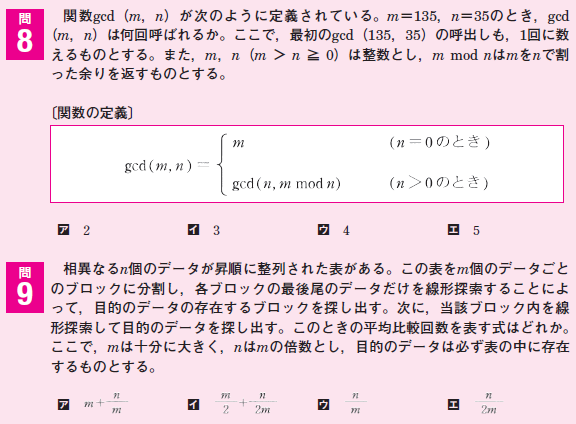 問
8
関数gcd（m，n）が次のように定義されている。m＝135，n＝35のとき，gcd
（m，n）は何回呼ばれるか。ここで，最初のgcd（135，35）の呼出しも，1回に数
えるものとする。また，m，n（m ＞ n ≧ 0）は整数とし，m mod nはmをnで割
った余りを返すものとする。
〔関数の定義〕
m （n＝0のとき）
gcd(m, n)＝
gcd(n, m mod n) （n＞0のとき）
ア 2 イ 3 ウ 4 エ 5
問
9
相異なるn個のデータが昇順に整列された表がある。この表をm個のデータごと
のブロックに分割し，各ブロックの最後尾のデータだけを線形探索することによ
って，目的のデータの存在するブロックを探し出す。次に，当該ブロック内を線
形探索して目的のデータを探し出す。このときの平均比較回数を表す式はどれか。
ここで，mは十分に大きく，nはmの倍数とし，目的のデータは必ず表の中に存在
するものとする。
ア m＋n/m イ m/2＋n/2m ウ n/m エ n/2m